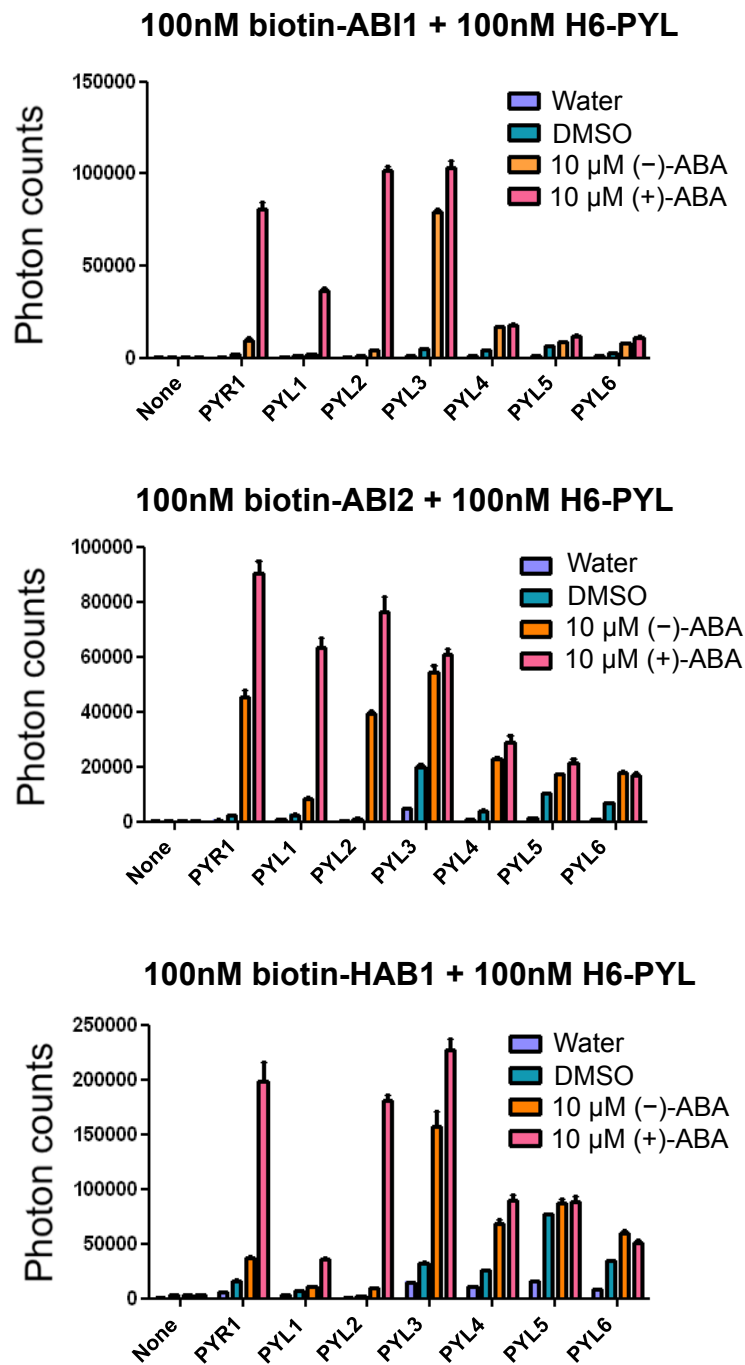 100nM biotin-ABI1 + 100nM H6-PYL
Photon counts
150000
100000
50000
0
Water
DMSO
10 µM (−)-ABA
10 µM (+)-ABA
None PYR1 PYL1 PYL2 PYL3 PYL4 PYL5 PYL6
100nM biotin-ABI2 + 100nM H6-PYL
Photon counts
100000
80000
60000
40000
20000
0
Water
DMSO
10 µM (−)-ABA
10 µM (+)-ABA
None PYR1 PYL1 PYL2 PYL3 PYL4 PYL5 PYL6
100nM biotin-HAB1 + 100nM H6-PYL
Photon counts
250000
200000
150000
100000
50000
0
Water
DMSO
10 µM (−)-ABA
10 µM (+)-ABA
None PYR1 PYL1 PYL2 PYL3 PYL4 PYL5 PYL6